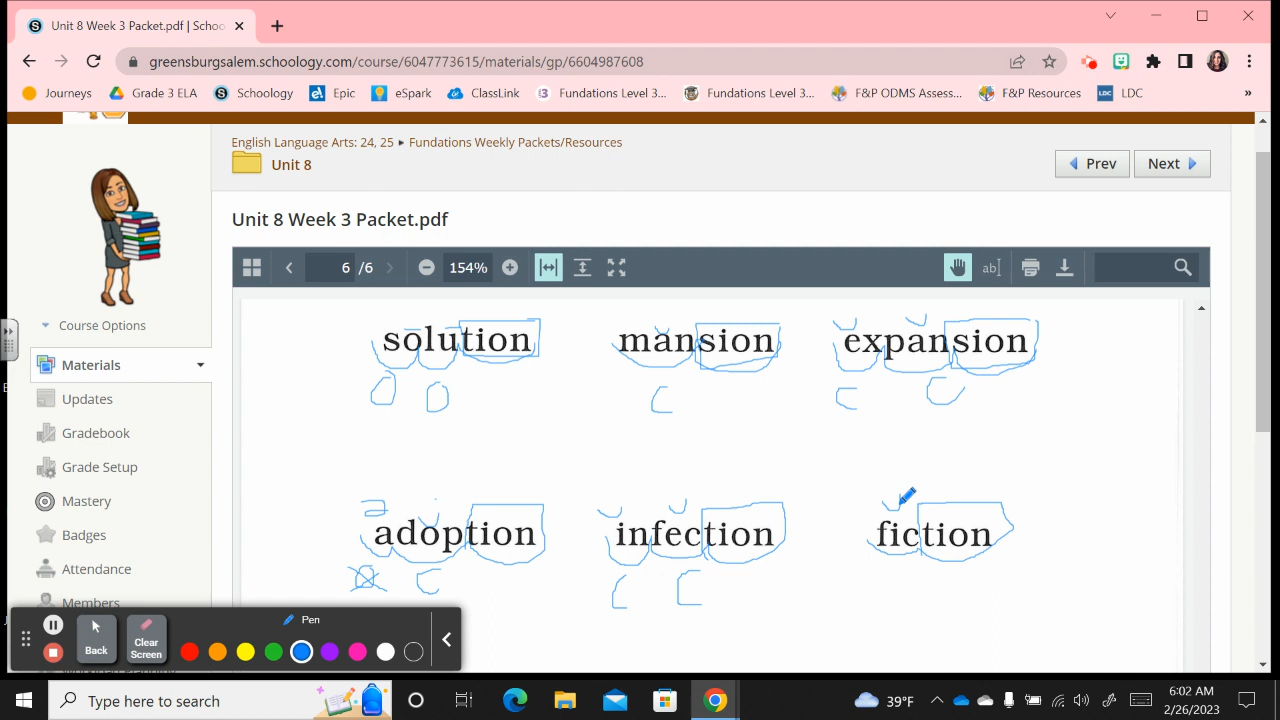 Unit 8 Week 3 Packet.pdf | Schoo
greensburgsalem.schoology.com/course/6047773615/materials/gp/6604987608
Journeys Grade 3 ELA Schoology Epic eSpark ClassLink Fundations Level 3... Fundations Level 3... F&P ODMS Assess... F&P Resources LDC LDC »
English Language Arts: 24, 25 ▸ Fundations Weekly Packets/Resources
Unit 8
Prev Next
Unit 8 Week 3 Packet.pdf
6 /6 154%
Course Options
Materials
Updates
Gradebook
Grade Setup
Mastery
Badges
Attendance
Members
solution mansion expansion
O O C C C
adoption infection fiction
C C C
Pen
Back
Clear Screen
Type here to search
39°F
6:02 AM
2/26/2023